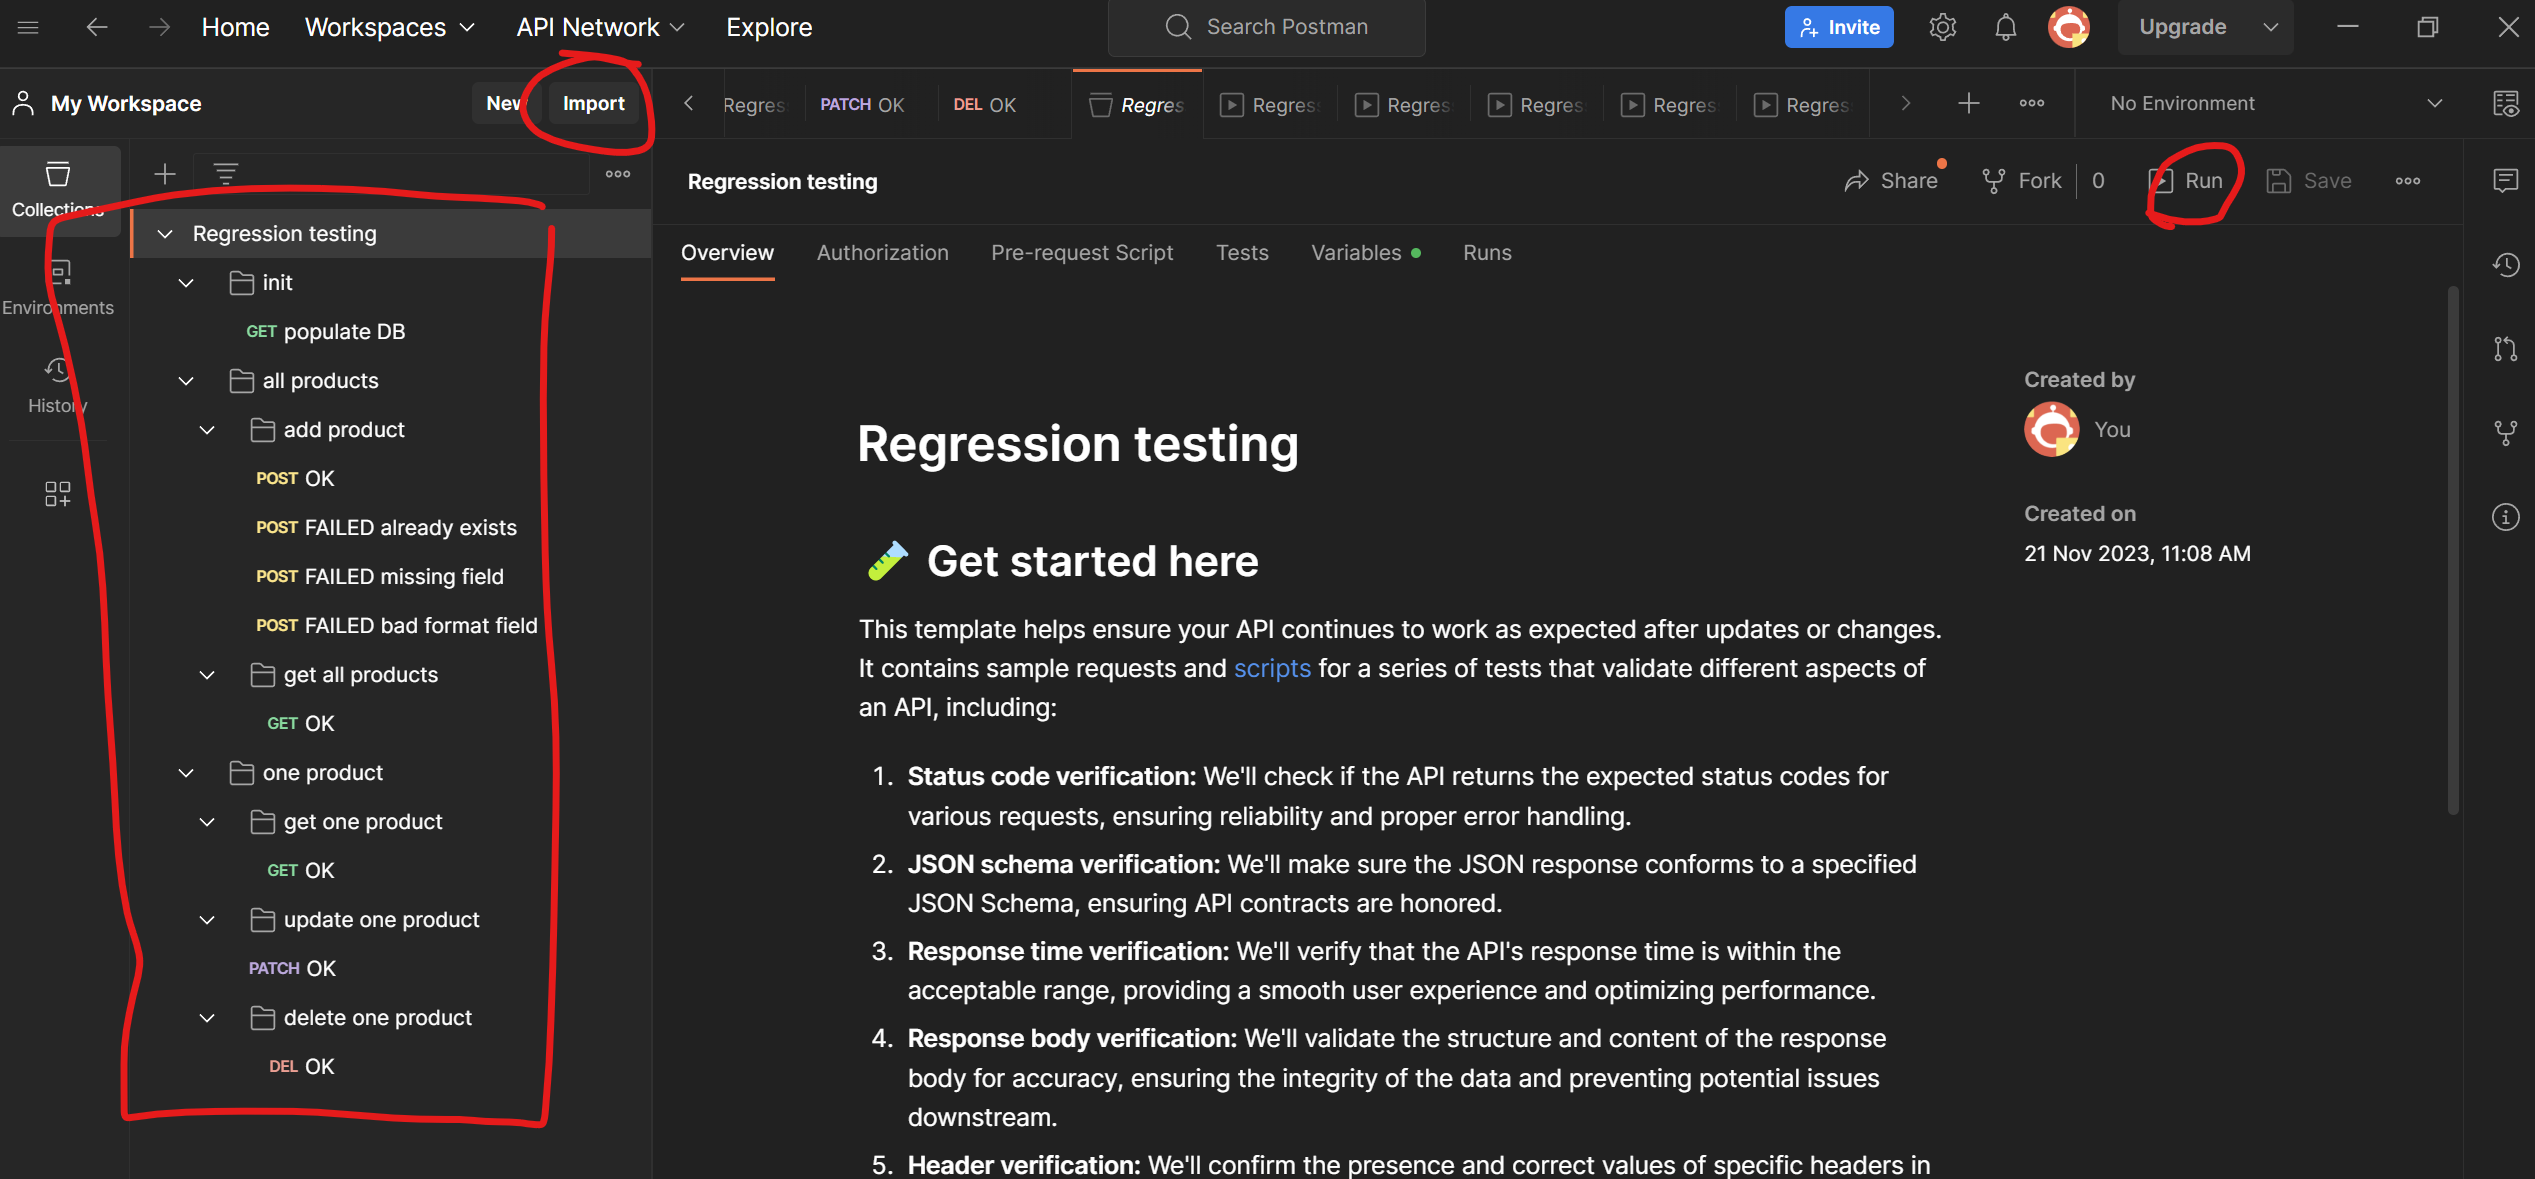 Home Workspaces API Network Explore Search Postman Invite Upgrade
My Workspace New Import Regres PATCH OK DEL OK Regres Regres Regres Regres Regres Regres No Environment
Collections
Environments
History
Regression testing
init
GET populate DB
all products
add product
POST OK
POST FAILED already exists
POST FAILED missing field
POST FAILED bad format field
get all products
GET OK
one product
get one product
GET OK
update one product
PATCH OK
delete one product
DEL OK
Regression testing Share Fork 0 Run Save
Overview Authorization Pre-request Script Tests Variables Runs
Regression testing
Get started here
This template helps ensure your API continues to work as expected after updates or changes.
It contains sample requests and scripts for a series of tests that validate different aspects of
an API, including:
1. Status code verification: We'll check if the API returns the expected status codes for
various requests, ensuring reliability and proper error handling.
2. JSON schema verification: We'll make sure the JSON response conforms to a specified
JSON Schema, ensuring API contracts are honored.
3. Response time verification: We'll verify that the API's response time is within the
acceptable range, providing a smooth user experience and optimizing performance.
4. Response body verification: We'll validate the structure and content of the response
body for accuracy, ensuring the integrity of the data and preventing potential issues
downstream.
5. Header verification: We'll confirm the presence and correct values of specific headers in
Created by
You
Created on
21 Nov 2023, 11:08 AM